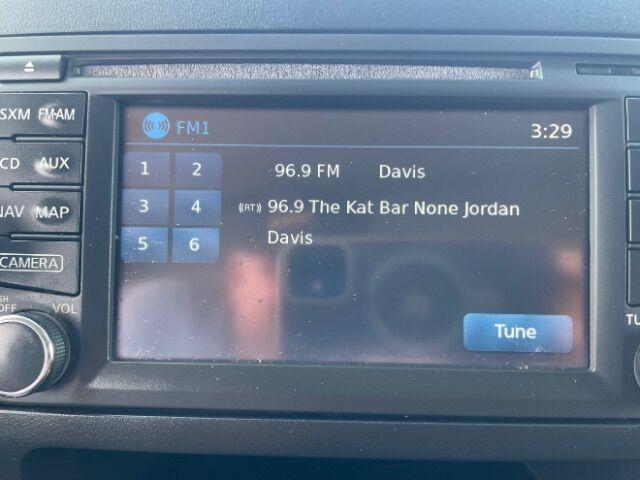 SXM FM·AM
CD AUX
NAV MAP
CAMERA
VOL
FM1 3:29
1 2
3 4
5 6
96.9 FM Davis
((RT)) 96.9 The Kat Bar None Jordan
Davis
Tune